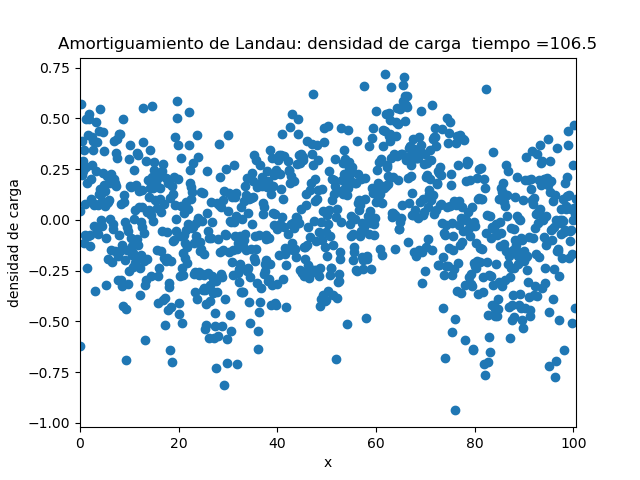 Amortiguamiento de Landau: densidad de carga  tiempo =106.5
densidad de carga
0.75
0.50
0.25
0.00
−0.25
−0.50
−0.75
−1.00
0 20 40 60 80 100
x